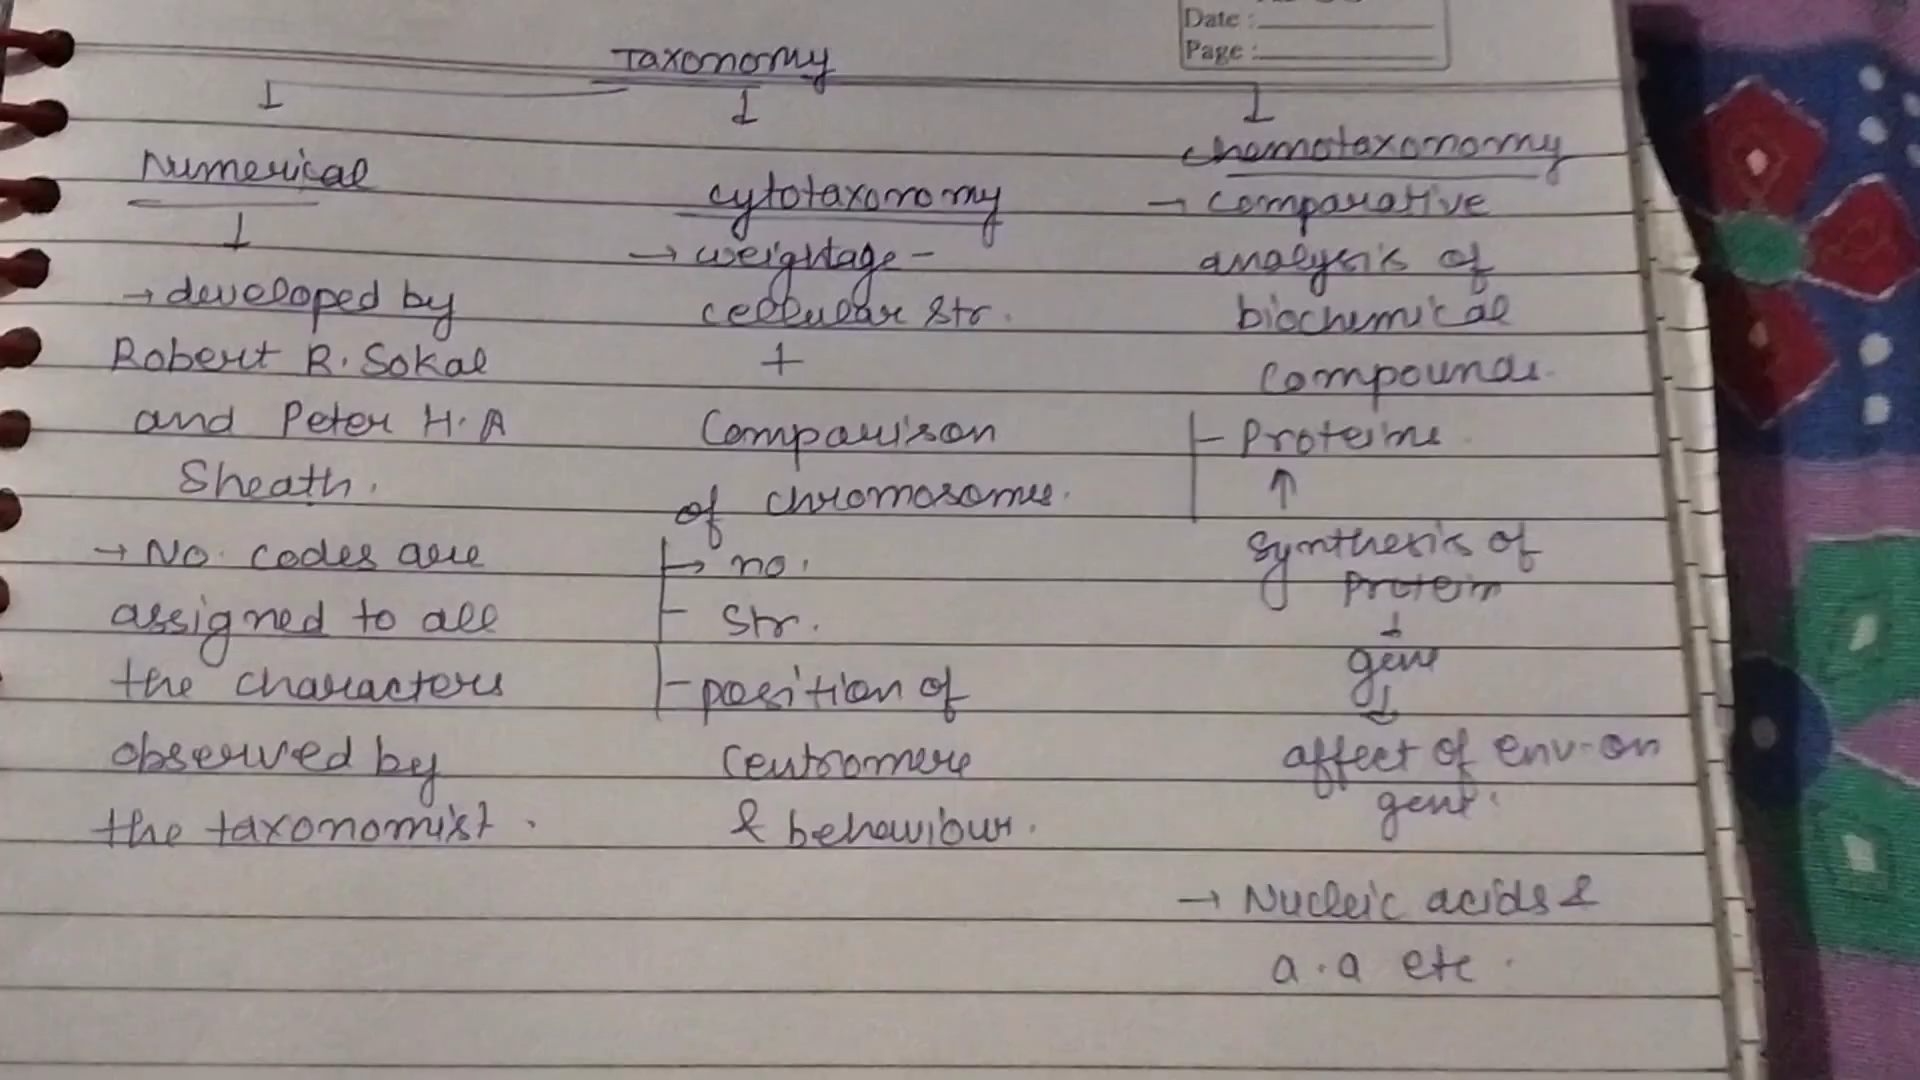 Date :
Page :
Taxonomy
Numerical
→ developed by
Robert R. Sokal
and Peter H. A
Sheath.
→ No. codes are
assigned to all
the characters
observed by
the taxonomist.
cytotaxonomy
→ weightage -
cellular str.
+
Comparison
of chromosomes.
→ no.
- Str.
- position of
Centromere
& behaviour.
chemotaxonomy
→ comparative
analysis of
biochemical
compounds.
- Proteins
↑
synthesis of
protein
↓
gene
↓
affect of env. on
gene.
→ Nucleic acids &
a.a etc.